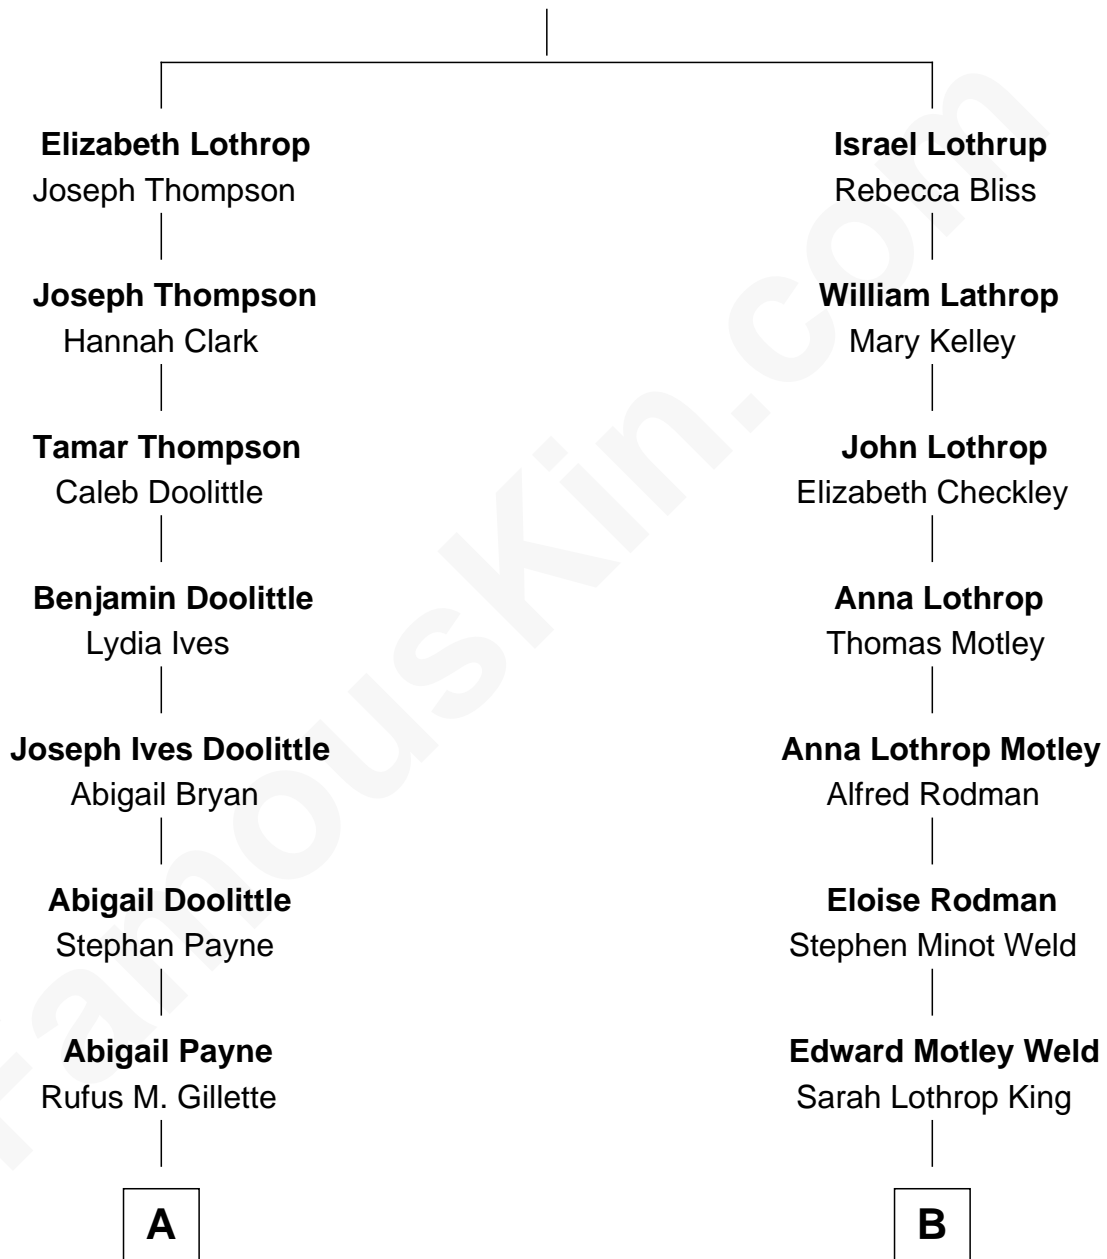 Elizabeth Lothrop
Joseph Thompson
Joseph Thompson
Hannah Clark
Tamar Thompson
Caleb Doolittle
Benjamin Doolittle
Lydia Ives
Joseph Ives Doolittle
Abigail Bryan
Abigail Doolittle
Stephan Payne
Abigail Payne
Rufus M. Gillette
A
Israel Lothrup
Rebecca Bliss
William Lathrop
Mary Kelley
John Lothrop
Elizabeth Checkley
Anna Lothrop
Thomas Motley
Anna Lothrop Motley
Alfred Rodman
Eloise Rodman
Stephen Minot Weld
Edward Motley Weld
Sarah Lothrop King
B
FamousKin.com